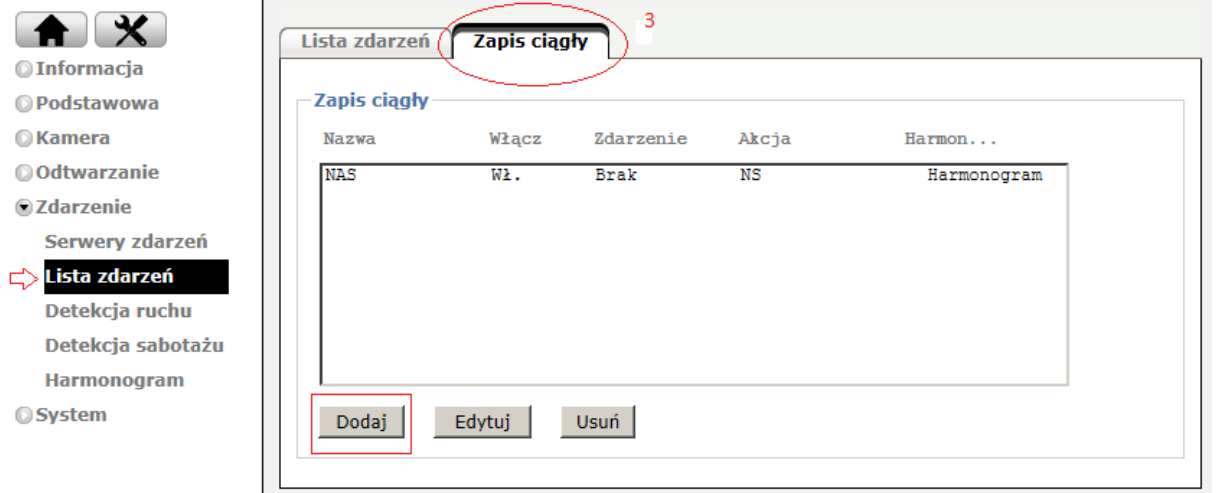 Informacja
Podstawowa
Kamera
Odtwarzanie
Zdarzenie
Serwery zdarzeń
Lista zdarzeń
Detekcja ruchu
Detekcja sabotażu
Harmonogram
System
Lista zdarzeń Zapis ciągły 3
Zapis ciągły
Nazwa Włącz Zdarzenie Akcja Harmon...
NAS Wł. Brak NS Harmonogram
Dodaj Edytuj Usuń